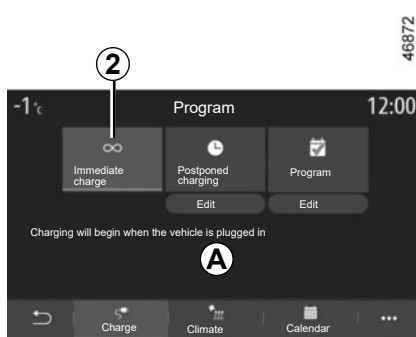 46872
2
-1°c
Program
12:00
Immediate
charge
Postponed
charging
Program
Edit
Edit
Charging will begin when the vehicle is plugged in
A
Charge
Climate
Calendar